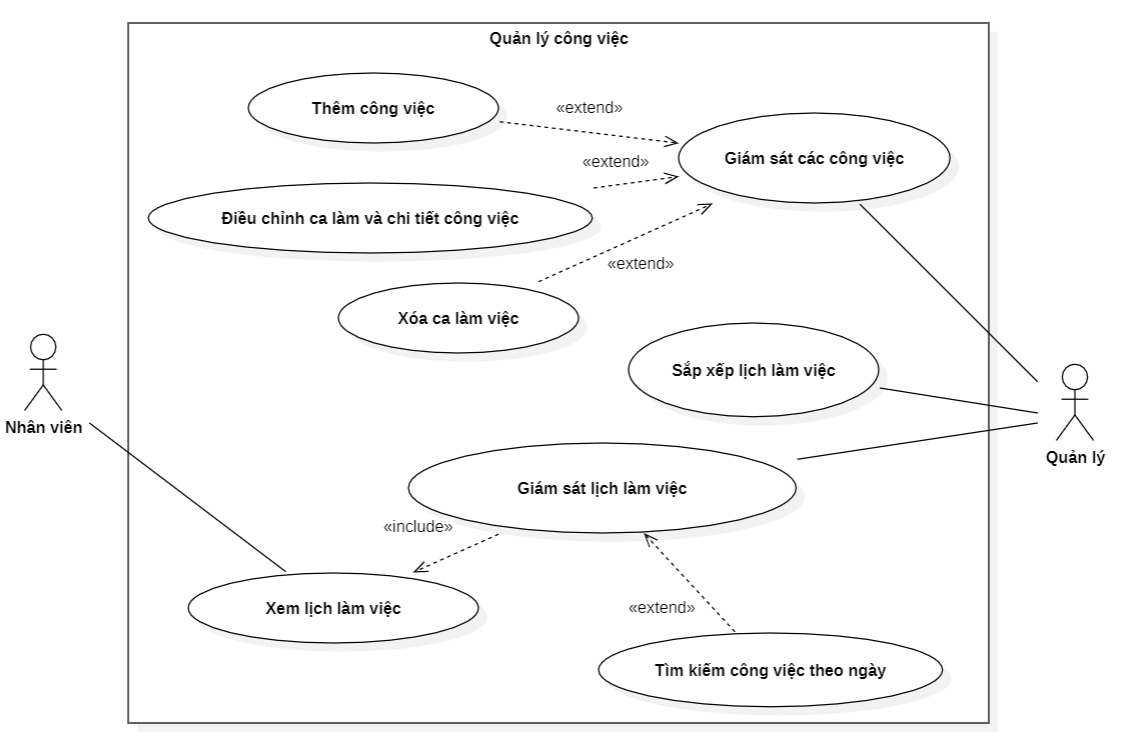 Quản lý công việc
Thêm công việc
«extend»
Giám sát các công việc
«extend»
Điều chỉnh ca làm và chi tiết công việc
«extend»
Xóa ca làm việc
Sắp xếp lịch làm việc
Nhân viên
Quản lý
Giám sát lịch làm việc
«include»
Xem lịch làm việc
«extend»
Tìm kiếm công việc theo ngày